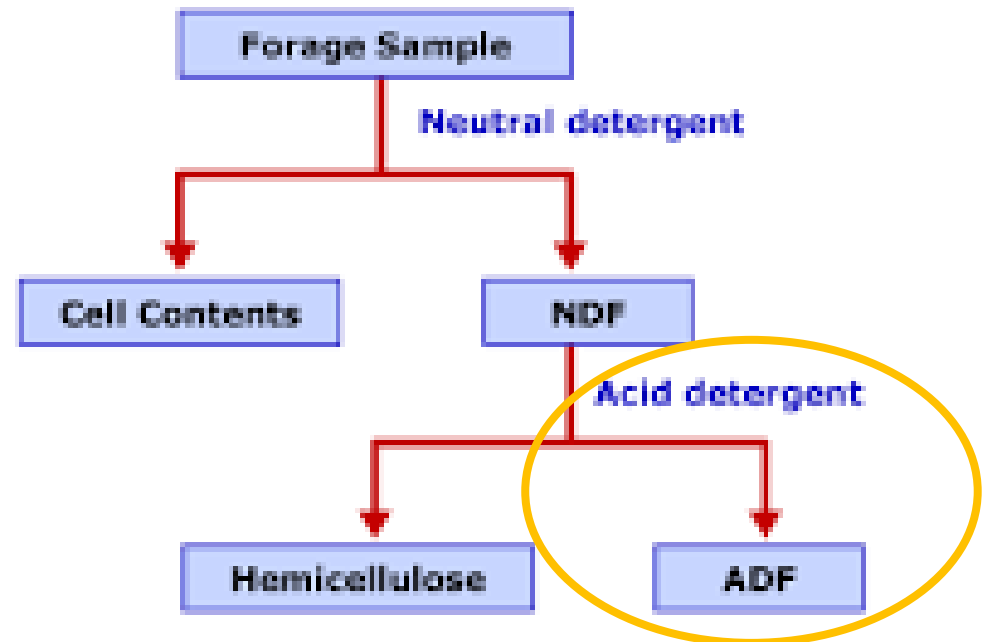 Forage Sample
Neutral detergent
Cell Contents
NDF
Acid detergent
Hemicellulose
ADF